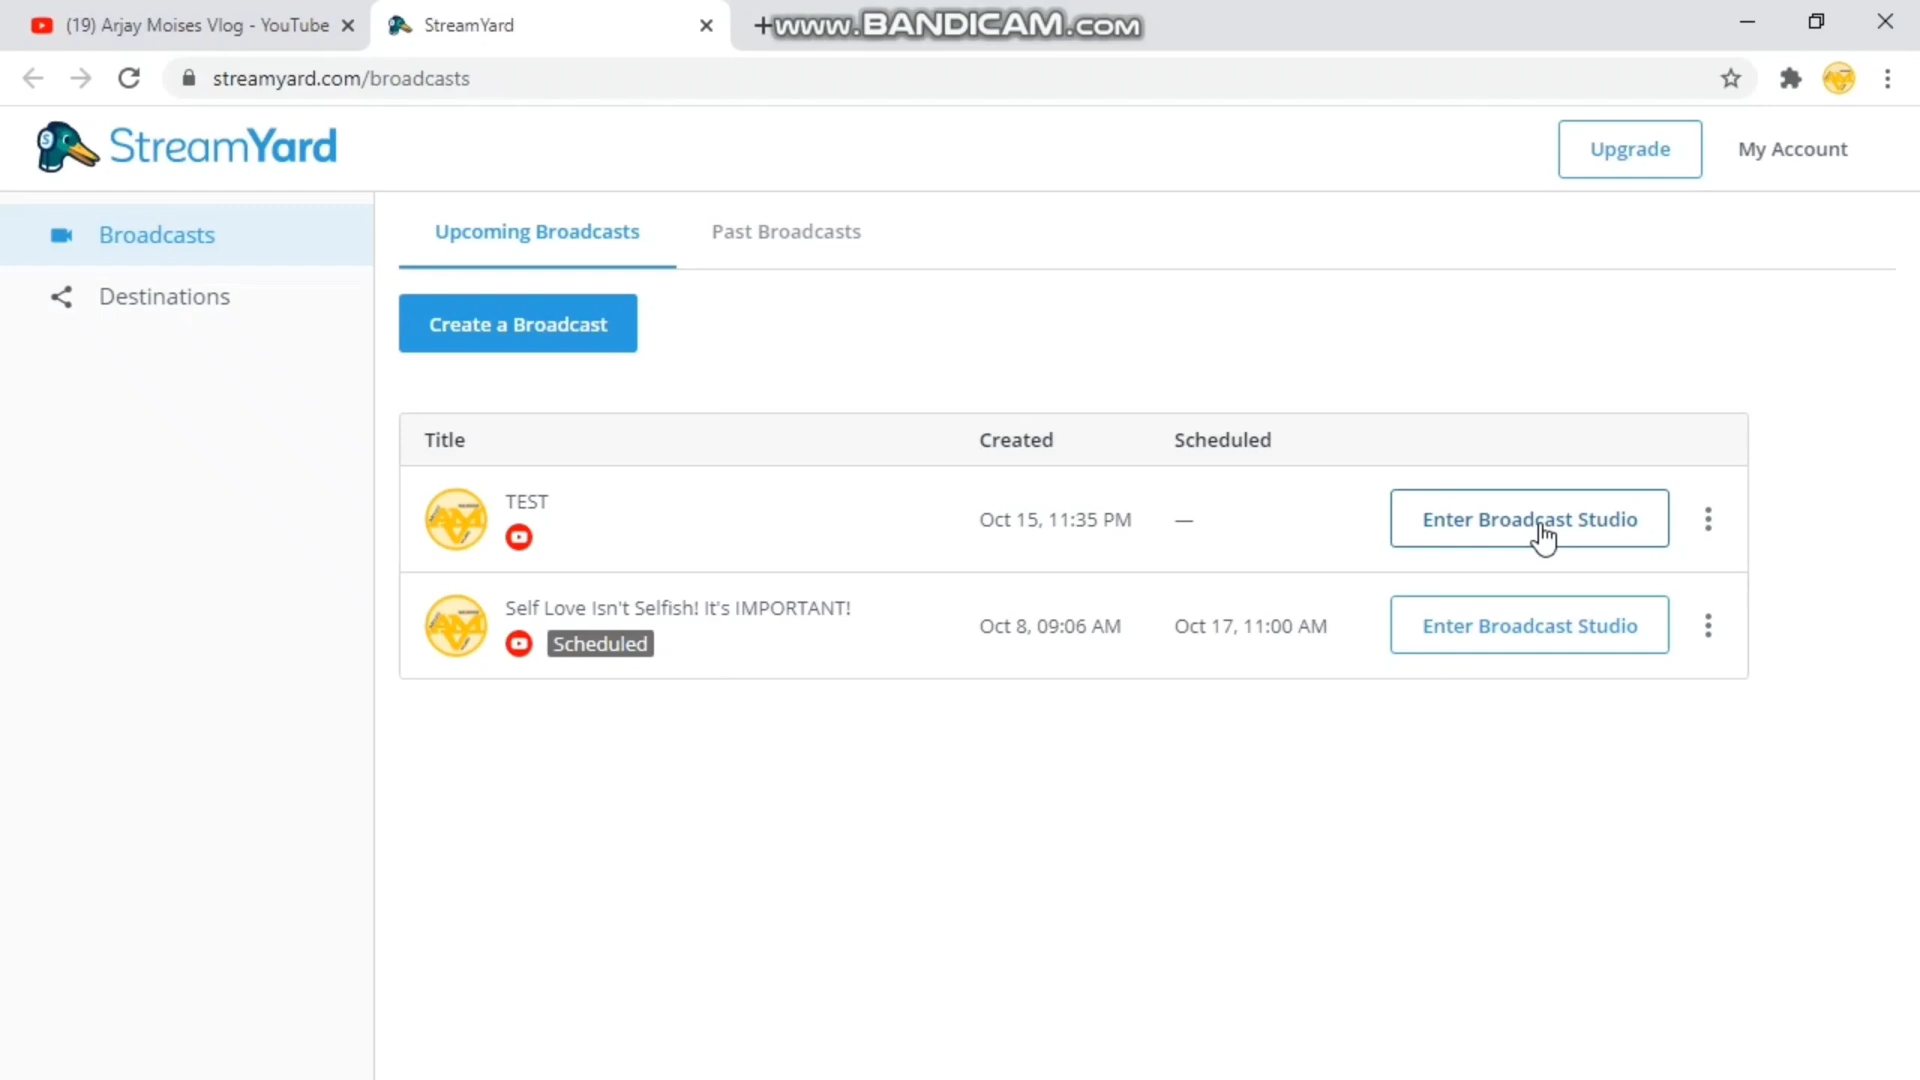 (19) Arjay Moises Vlog - YouTube
StreamYard
www.BANDICAM.com
streamyard.com/broadcasts
StreamYard
Upgrade
My Account
Broadcasts
Destinations
Upcoming Broadcasts
Past Broadcasts
Create a Broadcast
Title Created Scheduled
TEST
Oct 15, 11:35 PM — Enter Broadcast Studio
Self Love Isn't Selfish! It's IMPORTANT!
Scheduled
Oct 8, 09:06 AM Oct 17, 11:00 AM Enter Broadcast Studio